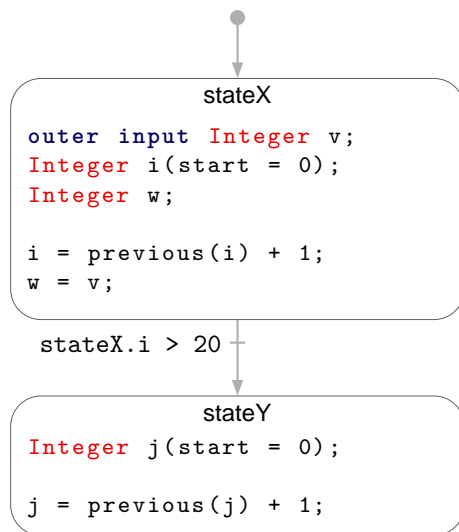 stateX
outer input Integer v;
Integer i(start = 0);
Integer w;
i = previous(i) + 1;
w = v;
stateX.i > 20
stateY
Integer j(start = 0);
j = previous(j) + 1;